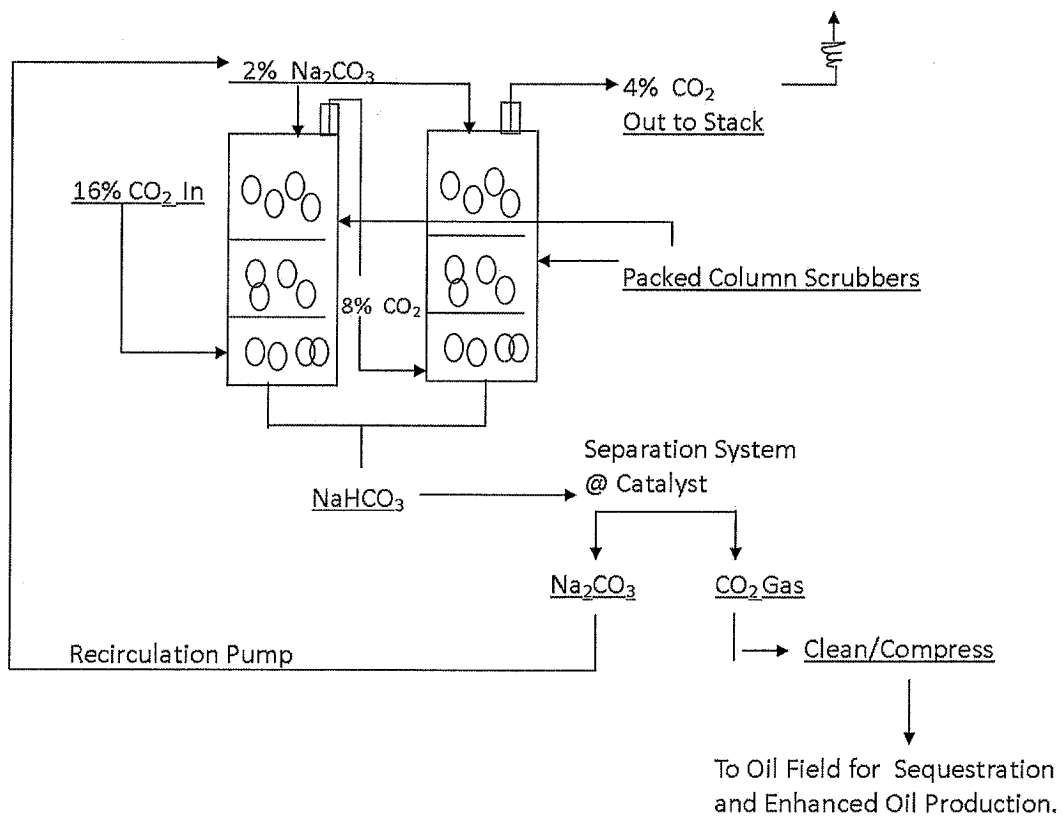 2% Na₂CO₃
4% CO₂
Out to Stack
16% CO₂ In
Packed Column Scrubbers
8% CO₂
Separation System
@ Catalyst
NaHCO₃
Na₂CO₃
CO₂ Gas
Recirculation Pump
Clean/Compress
To Oil Field for Sequestration
and Enhanced Oil Production.